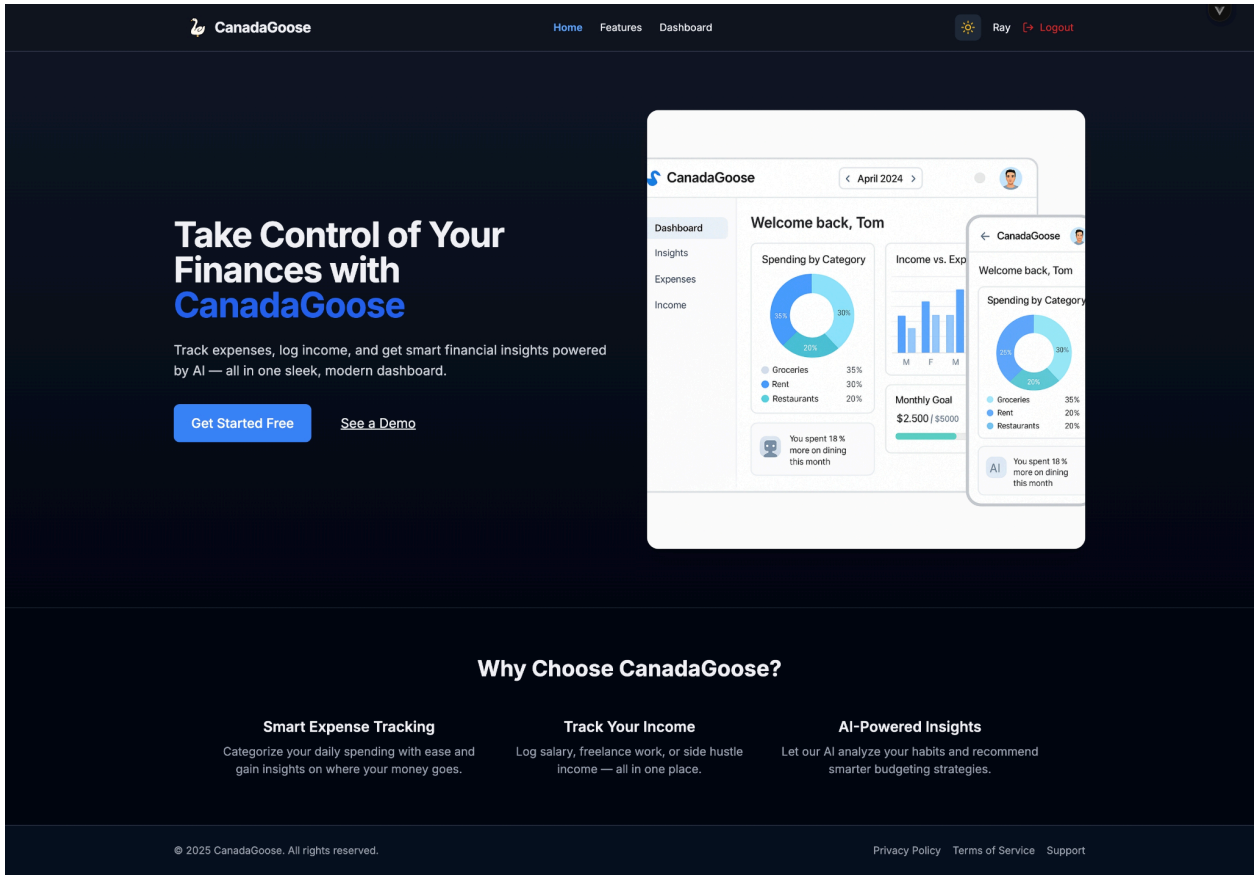 CanadaGoose
Home Features Dashboard
Ray Logout
Take Control of Your
Finances with
CanadaGoose
Track expenses, log income, and get smart financial insights powered
by AI — all in one sleek, modern dashboard.
Get Started Free See a Demo
CanadaGoose
April 2024
Dashboard
Insights
Expenses
Income
Welcome back, Tom
Spending by Category
35%
30%
20%
Groceries 35%
Rent 30%
Restaurants 20%
You spent 18 %
more on dining
this month
Income vs. Exp
M F M
Monthly Goal
$2.500 / $5000
CanadaGoose
Welcome back, Tom
Spending by Category
25%
30%
20%
Groceries 35%
Rent 20%
Restaurants 20%
AI
You spent 18 %
more on dining
this month
Why Choose CanadaGoose?
Smart Expense Tracking
Categorize your daily spending with ease and
gain insights on where your money goes.
Track Your Income
Log salary, freelance work, or side hustle
income — all in one place.
AI-Powered Insights
Let our AI analyze your habits and recommend
smarter budgeting strategies.
© 2025 CanadaGoose. All rights reserved.
Privacy Policy Terms of Service Support